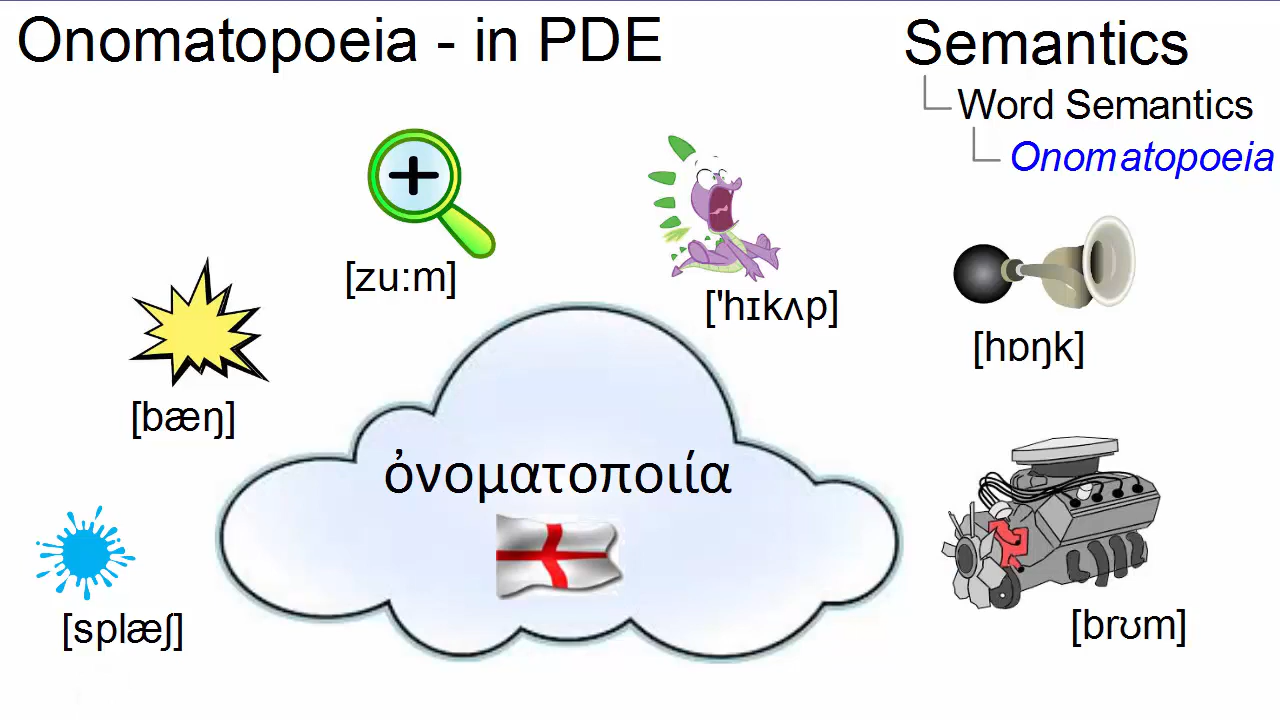 Onomatopoeia - in PDE
Semantics
Word Semantics
Onomatopoeia
[zu:m]
['hɪkʌp]
[hɒŋk]
[bæŋ]
ὀνοματοποιία
[splæʃ]
[brʊm]